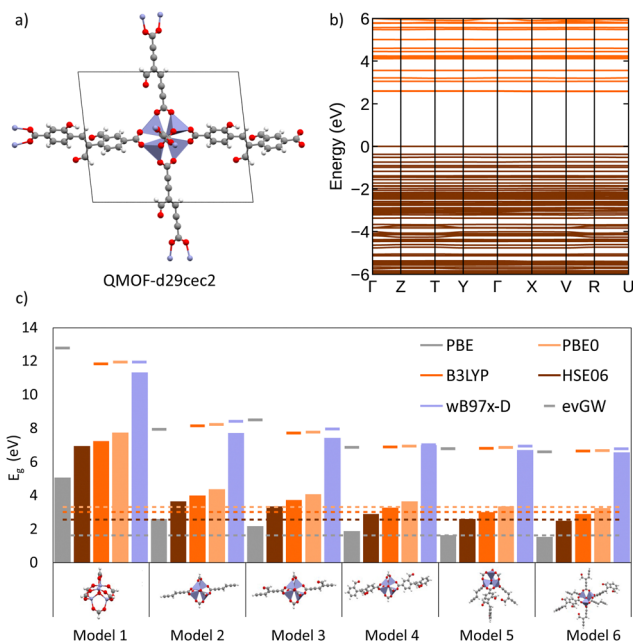 a)
QMOF-d29cec2
b)
Energy (eV)
6
4
2
0
−2
−4
−6
Γ Z T Y Γ X V R U
c)
E_g (eV)
14
12
10
8
6
4
2
0
PBE PBE0
B3LYP HSE06
wB97x-D evGW
Model 1 Model 2 Model 3 Model 4 Model 5 Model 6